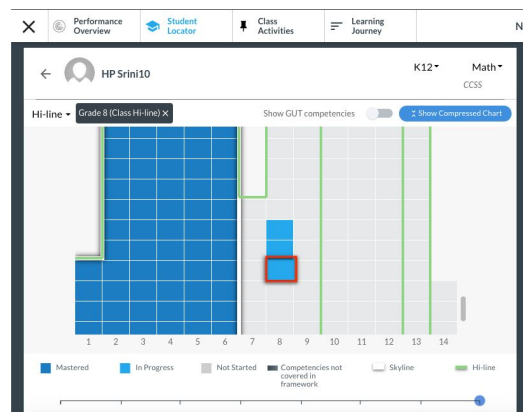 Performance Overview
Student Locator
Class Activities
Learning Journey
N
HP Srini10
K12
Math
CCSS
Hi-line
Grade 8 (Class Hi-line) X
Show GUT competencies
Show Compressed Chart
1 2 3 4 5 6 7 8 9 10 11 12 13 14
Mastered
In Progress
Not Started
Competencies not covered in framework
Skyline
Hi-line